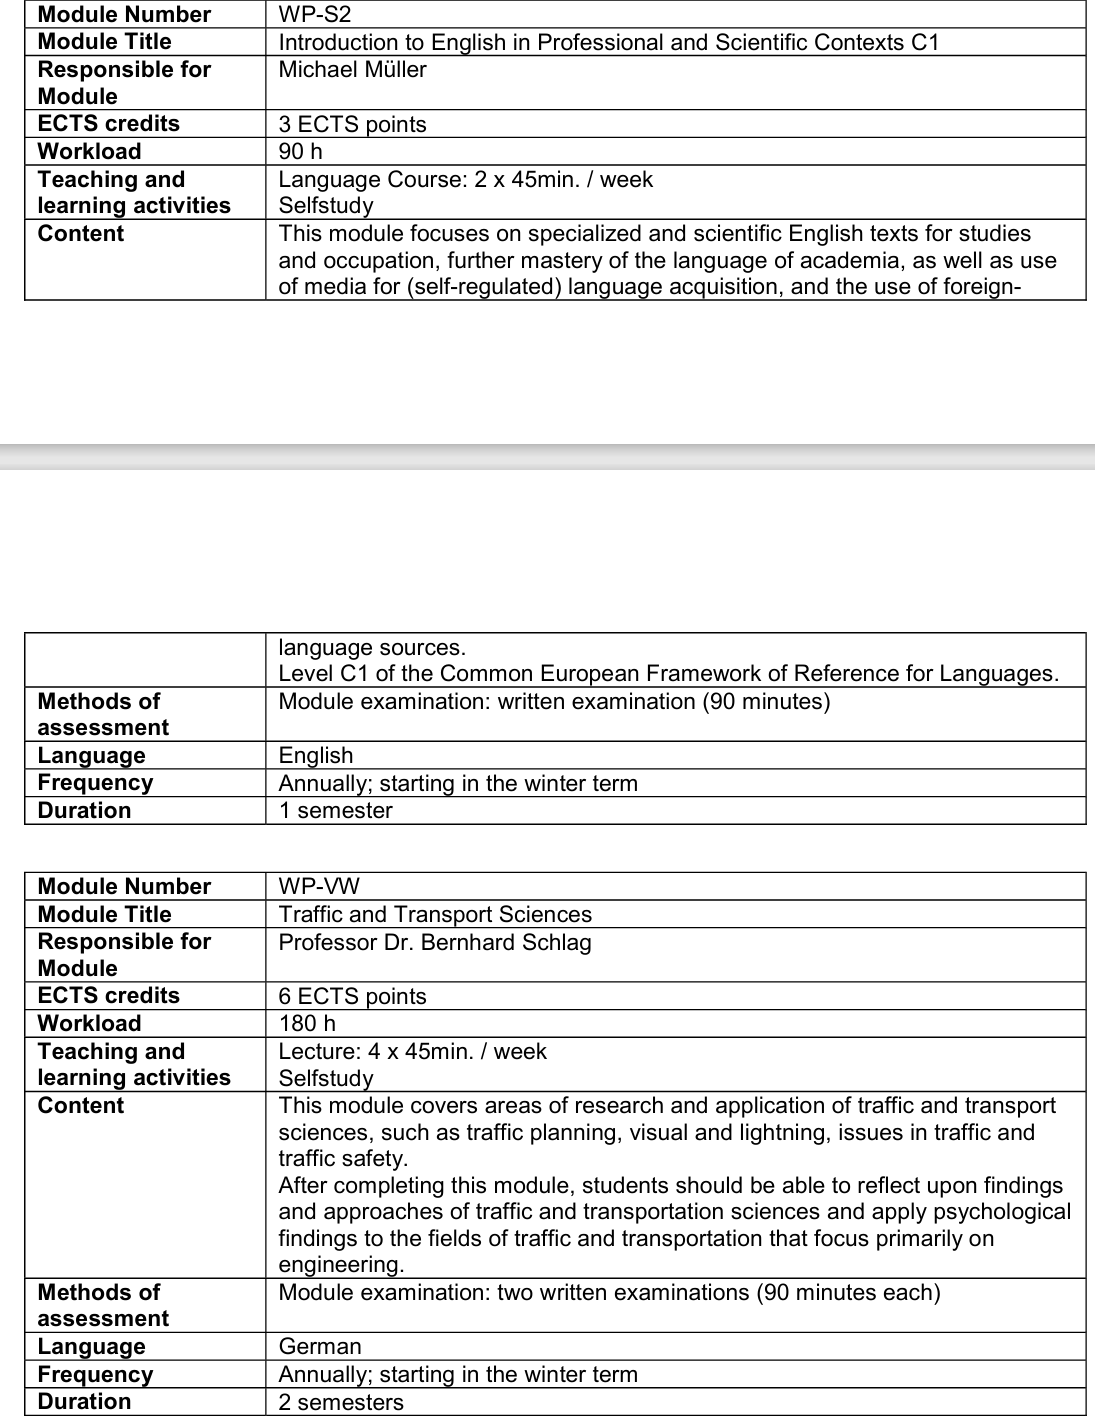 Module Number WP-S2
Module Title Introduction to English in Professional and Scientific Contexts C1
Responsible for Michael Müller
Module
ECTS credits 3 ECTS points
Workload 90 h
Teaching and Language Course: 2 x 45min. / week
learning activities Selfstudy
Content This module focuses on specialized and scientific English texts for studies
and occupation, further mastery of the language of academia, as well as use
of media for (self-regulated) language acquisition, and the use of foreign-
language sources.
Level C1 of the Common European Framework of Reference for Languages.
Methods of Module examination: written examination (90 minutes)
assessment
Language English
Frequency Annually; starting in the winter term
Duration 1 semester
Module Number WP-VW
Module Title Traffic and Transport Sciences
Responsible for Professor Dr. Bernhard Schlag
Module
ECTS credits 6 ECTS points
Workload 180 h
Teaching and Lecture: 4 x 45min. / week
learning activities Selfstudy
Content This module covers areas of research and application of traffic and transport
sciences, such as traffic planning, visual and lightning, issues in traffic and
traffic safety.
After completing this module, students should be able to reflect upon findings
and approaches of traffic and transportation sciences and apply psychological
findings to the fields of traffic and transportation that focus primarily on
engineering.
Methods of Module examination: two written examinations (90 minutes each)
assessment
Language German
Frequency Annually; starting in the winter term
Duration 2 semesters